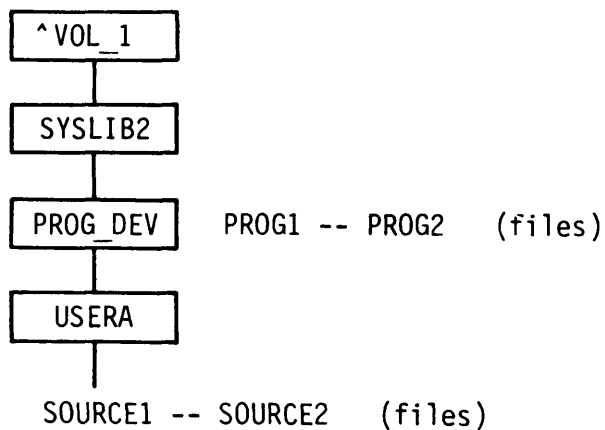 ^VOL_1
SYSLIB2
PROG_DEV PROG1 -- PROG2 (files)
USERA
SOURCE1 -- SOURCE2 (files)